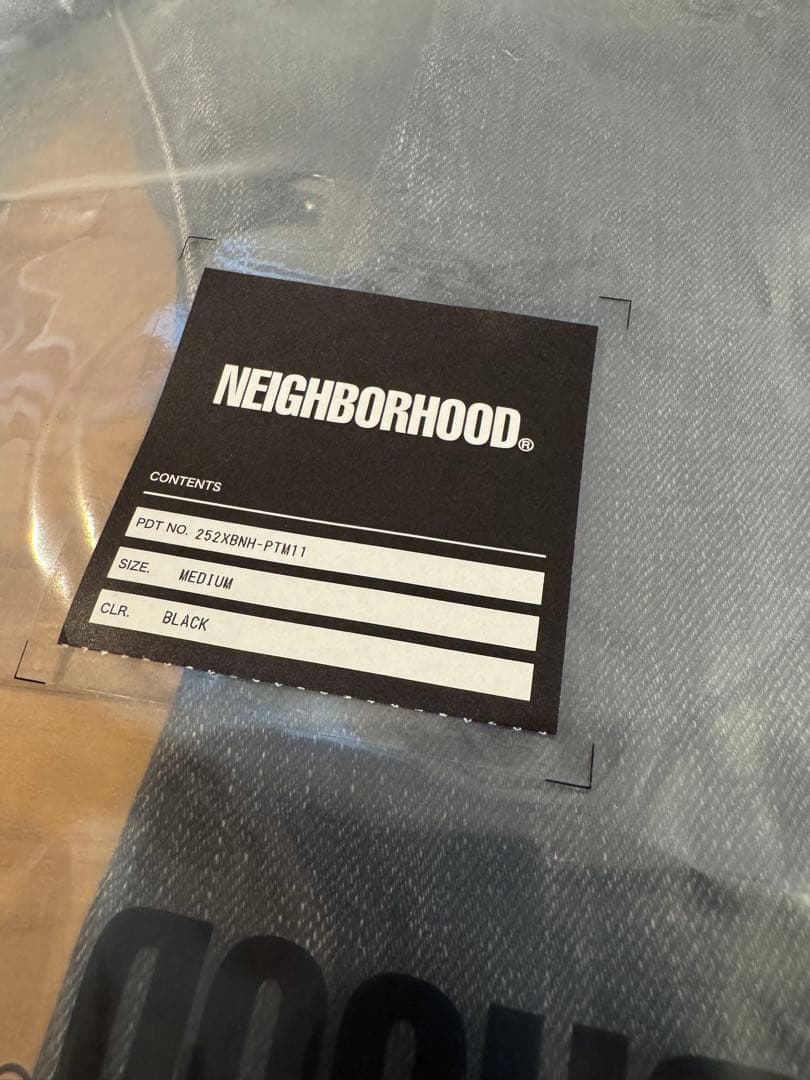 NEIGHBORHOOD®
CONTENTS
PDT NO. 252XBNH-PTM11
SIZE. MEDIUM
CLR. BLACK